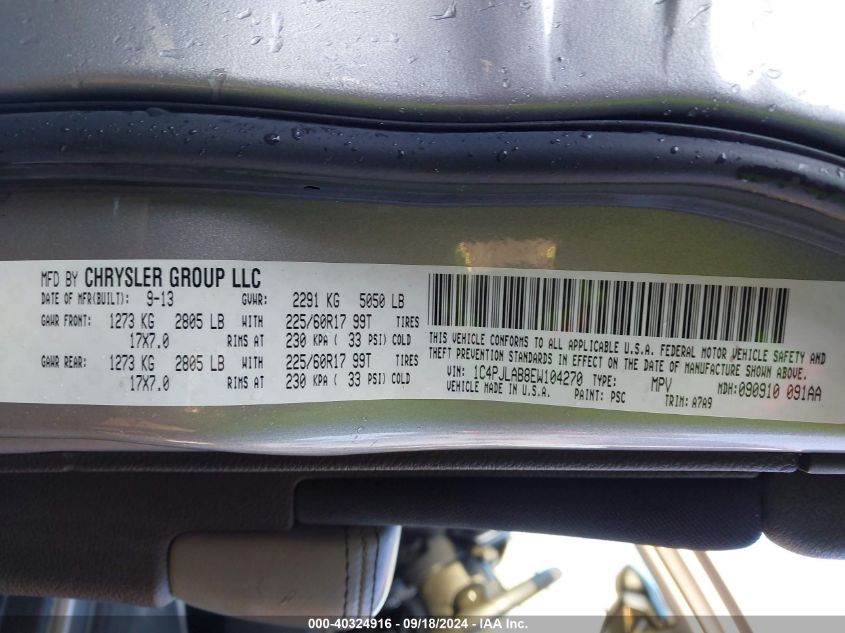 MFD BY CHRYSLER GROUP LLC
DATE OF MFR(BUILT): 9-13 GVWR: 2291 KG 5050 LB
GAWR FRONT: 1273 KG 2805 LB WITH 225/60R17 99T TIRES
17X7.0 RIMS AT 230 KPA ( 33 PSI) COLD
GAWR REAR: 1273 KG 2805 LB WITH 225/60R17 99T TIRES
17X7.0 RIMS AT 230 KPA ( 33 PSI) COLD
THIS VEHICLE CONFORMS TO ALL APPLICABLE U.S.A. FEDERAL MOTOR VEHICLE SAFETY AND
THEFT PREVENTION STANDARDS IN EFFECT ON THE DATE OF MANUFACTURE SHOWN ABOVE.
VIN: 1C4PJLAB8EW104270 TYPE: MPV MDH: 090910 091AA
VEHICLE MADE IN U.S.A. PAINT: PSC TRIM: A7A9
000-40324916 - 09/18/2024 - IAA Inc.